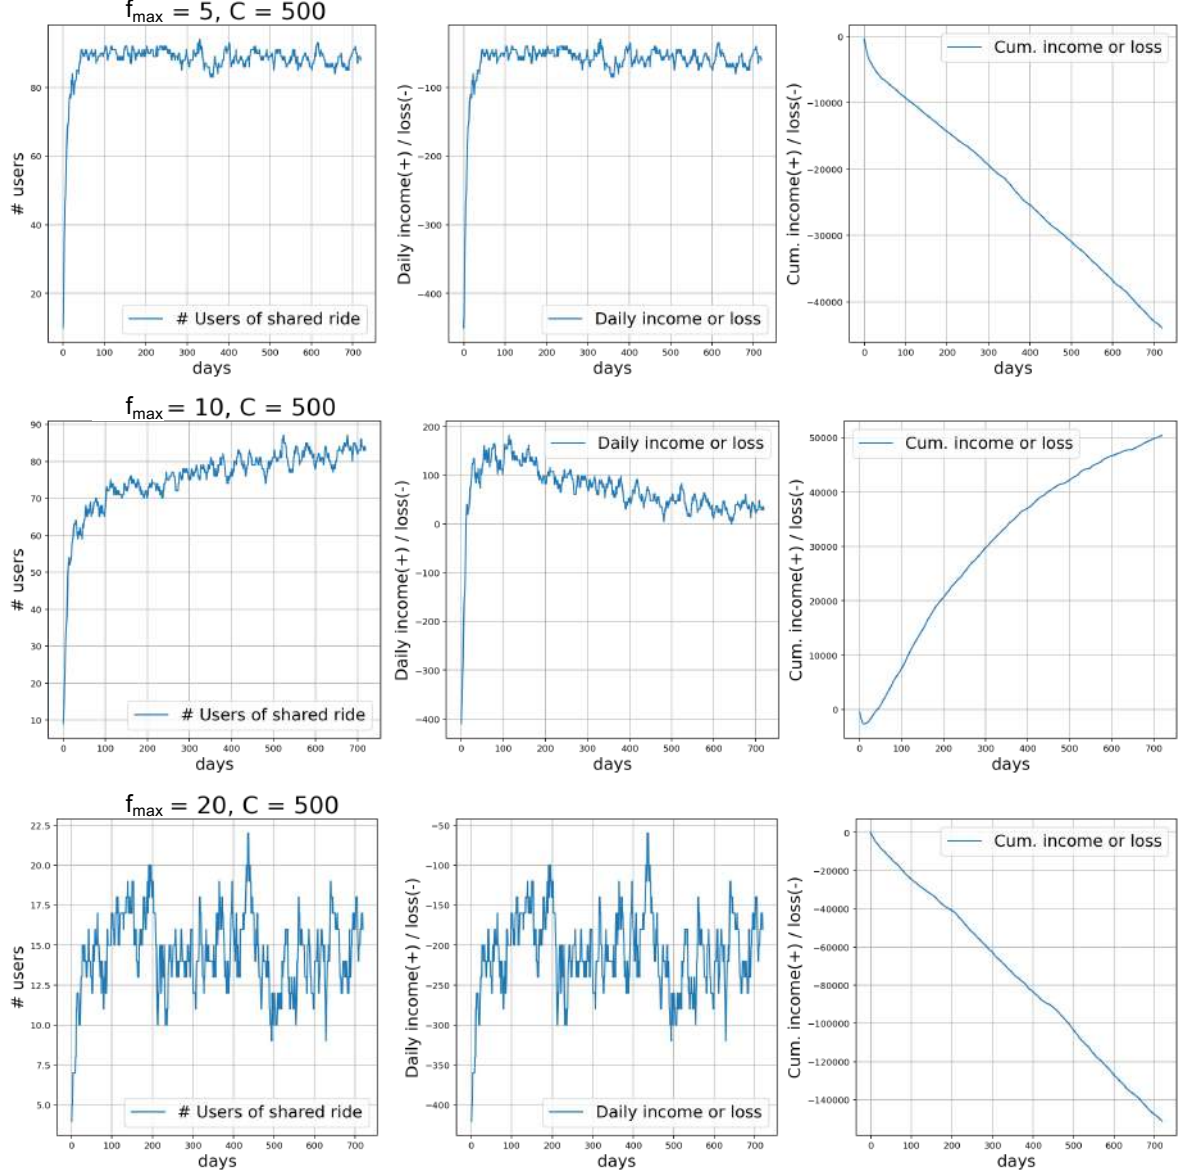 f_max = 5, C = 500
# users
80
60
40
20
0 100 200 300 400 500 600 700
days
# Users of shared ride
Daily income(+) / loss(-)
−100
−200
−300
−400
0 100 200 300 400 500 600 700
days
Daily income or loss
Cum. income(+) / loss(-)
0
−10000
−20000
−30000
−40000
0 100 200 300 400 500 600 700
days
Cum. income or loss
f_max = 10, C = 500
# users
90
80
70
60
50
40
30
20
10
0 100 200 300 400 500 600 700
days
# Users of shared ride
Daily income(+) / loss(-)
200
100
0
−100
−200
−300
−400
0 100 200 300 400 500 600 700
days
Daily income or loss
Cum. income(+) / loss(-)
50000
40000
30000
20000
10000
0
0 100 200 300 400 500 600 700
days
Cum. income or loss
f_max = 20, C = 500
# users
22.5
20.0
17.5
15.0
12.5
10.0
7.5
5.0
0 100 200 300 400 500 600 700
days
# Users of shared ride
Daily income(+) / loss(-)
−50
−100
−150
−200
−250
−300
−350
−400
0 100 200 300 400 500 600 700
days
Daily income or loss
Cum. income(+) / loss(-)
0
−20000
−40000
−60000
−80000
−100000
−120000
−140000
0 100 200 300 400 500 600 700
days
Cum. income or loss